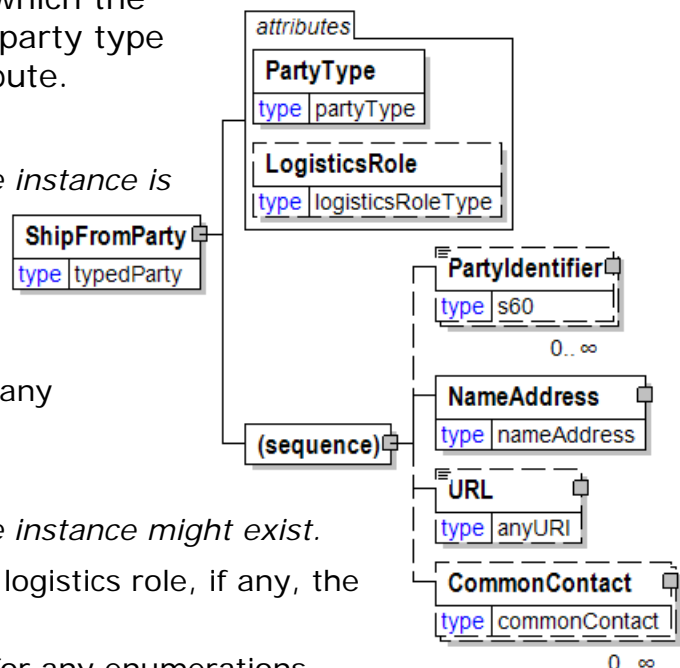 which the
party type
bute.
e instance is
any
e instance might exist.
logistics role, if any, the
for any enumerations
attributes
PartyType
type partyType
LogisticsRole
type logisticsRoleType
ShipFromParty
type typedParty
PartyIdentifier
type s60
0.. ∞
(sequence)
NameAddress
type nameAddress
URL
type anyURI
CommonContact
type commonContact
0.. ∞